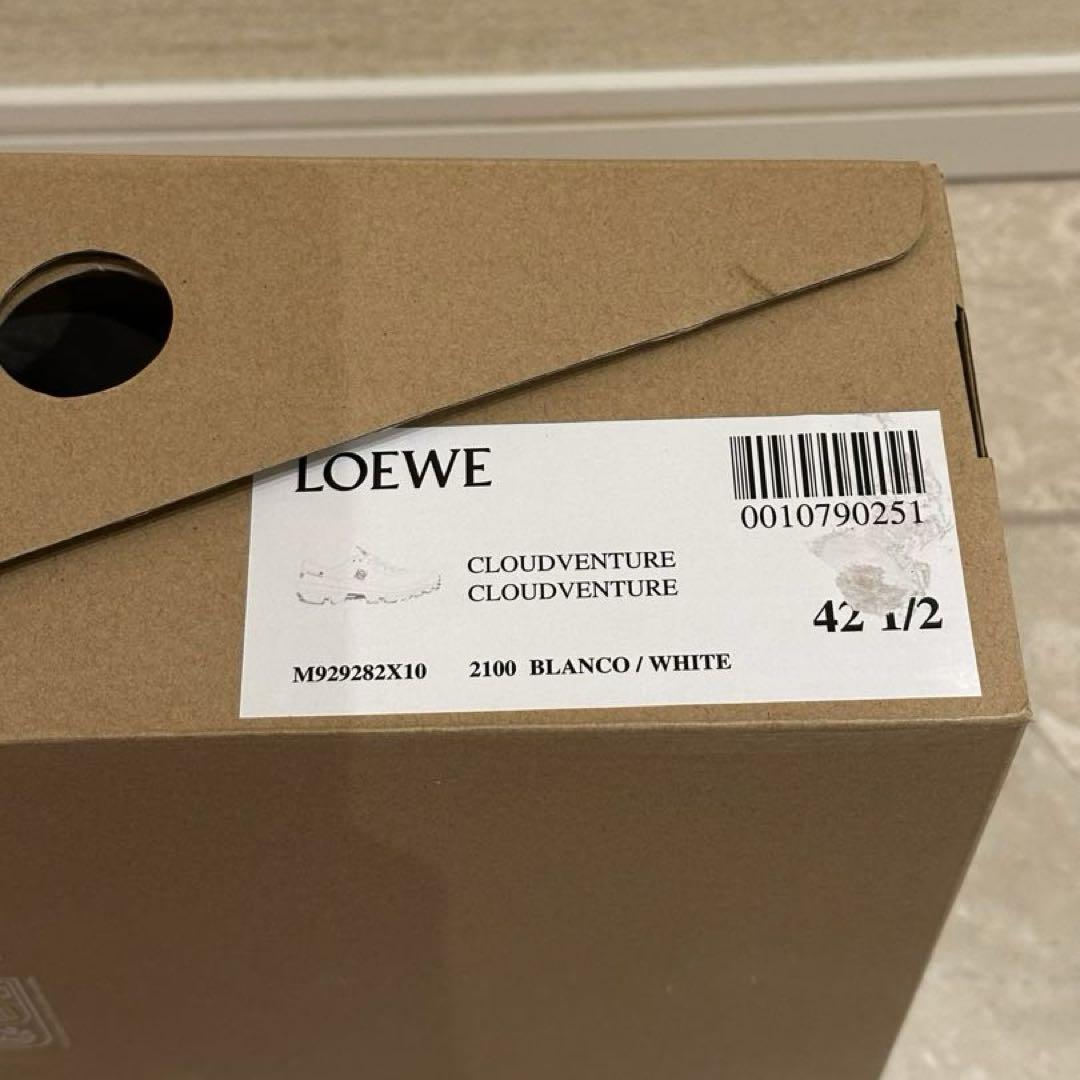 LOEWE
0010790251
CLOUDVENTURE
CLOUDVENTURE
42 1/2
M929282X10 2100 BLANCO / WHITE